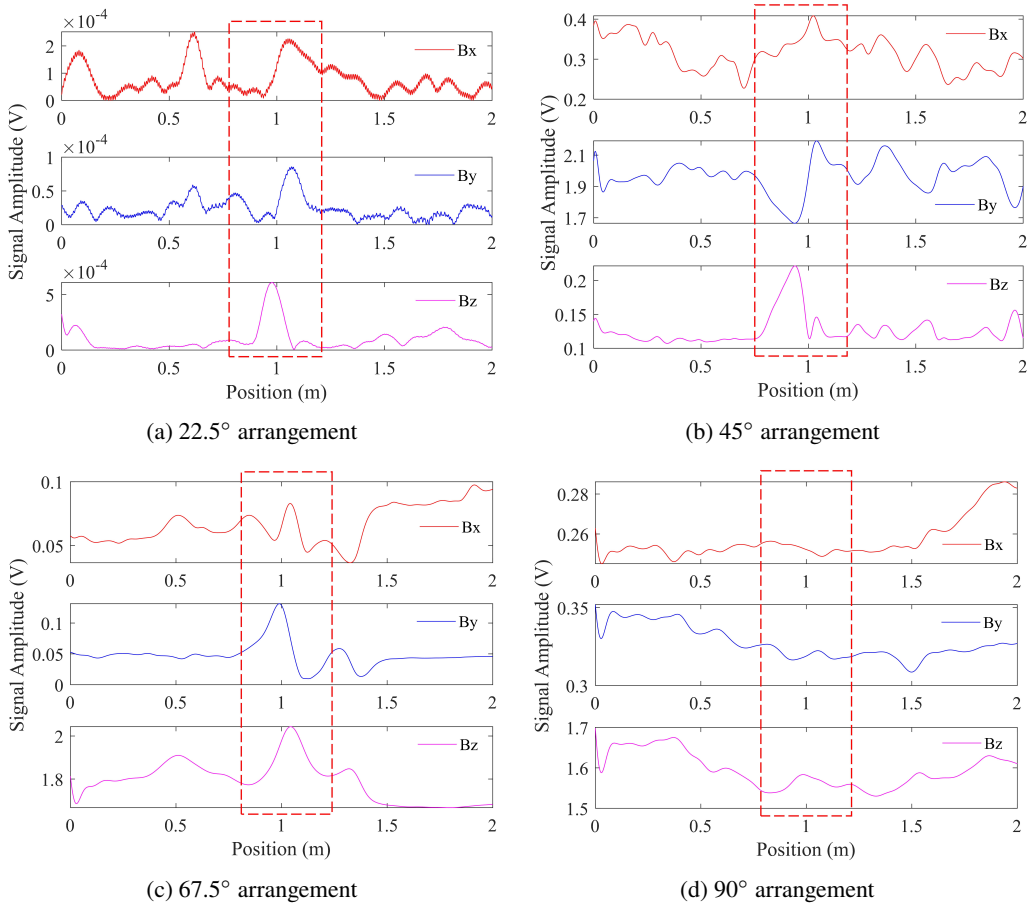 ×10⁻⁴
2
1
0
Bx
0 0.5 1 1.5 2
×10⁻⁴
1
0.5
0
By
0 0.5 1 1.5 2
×10⁻⁴
5
0
Bz
0 0.5 1 1.5 2
Signal Amplitude (V)
Position (m)
(a) 22.5° arrangement
0.4
0.3
0.2
Bx
0 0.5 1 1.5 2
2.1
1.9
1.7
By
0 0.5 1 1.5 2
0.2
0.15
0.1
Bz
0 0.5 1 1.5 2
Signal Amplitude (V)
Position (m)
(b) 45° arrangement
0.1
0.05
Bx
0 0.5 1 1.5 2
0.1
0.05
0
By
0 0.5 1 1.5 2
2
1.8
Bz
0 0.5 1 1.5 2
Signal Amplitude (V)
Position (m)
(c) 67.5° arrangement
0.28
0.26
Bx
0 0.5 1 1.5 2
0.35
0.3
By
0 0.5 1 1.5 2
1.7
1.6
1.5
Bz
0 0.5 1 1.5 2
Signal Amplitude (V)
Position (m)
(d) 90° arrangement